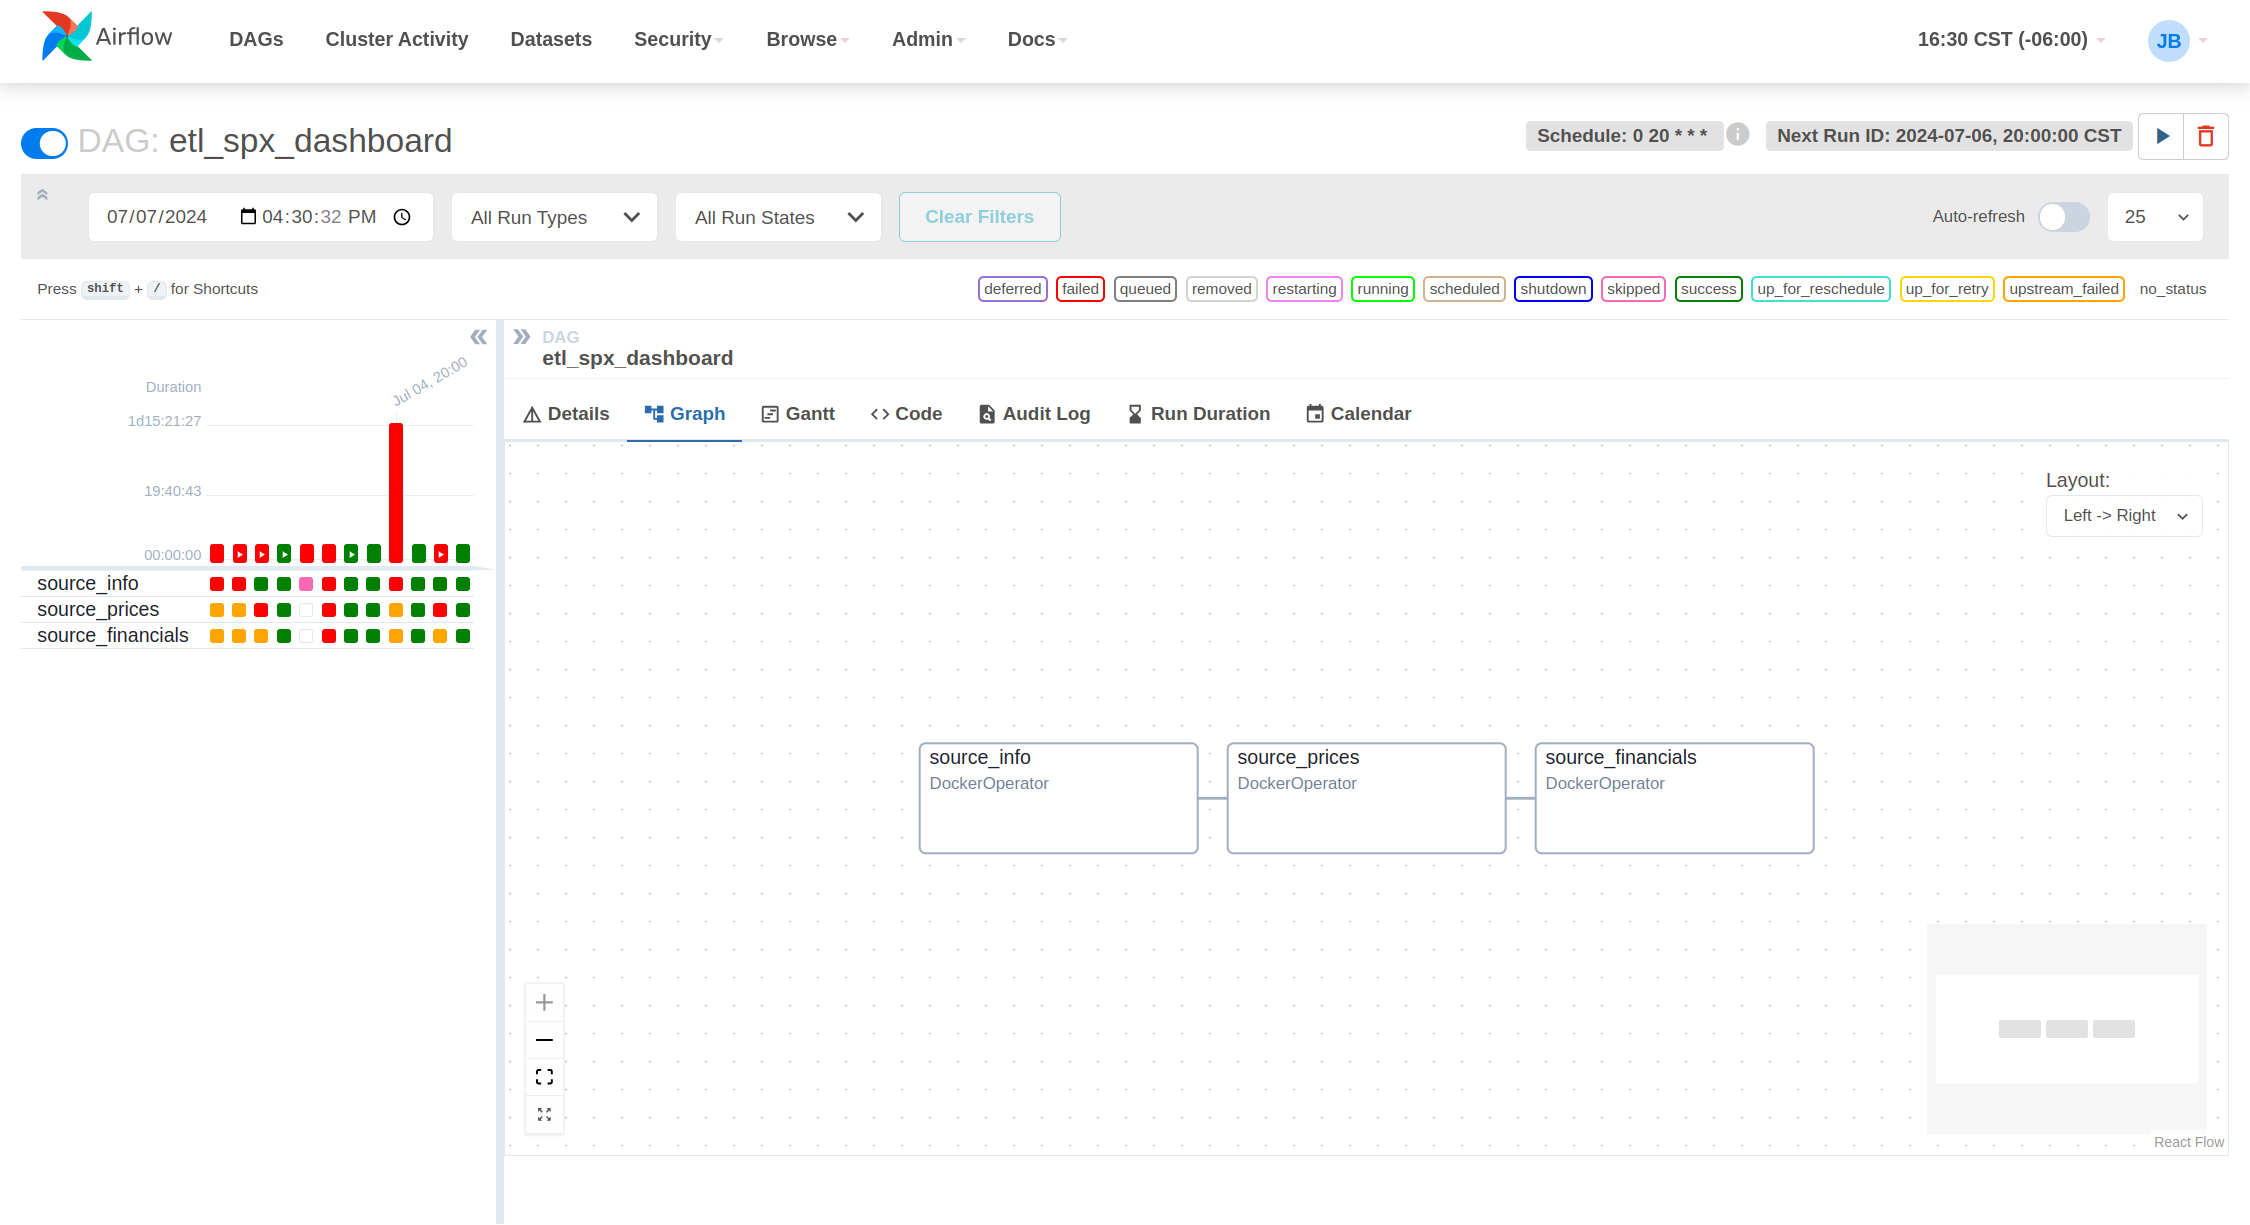 Airflow DAGs Cluster Activity Datasets Security Browse Admin Docs 16:30 CST (-06:00) JB
DAG: etl_spx_dashboard Schedule: 0 20 * * * Next Run ID: 2024-07-06, 20:00:00 CST
07/07/2024 04:30:32 PM All Run Types All Run States Clear Filters Auto-refresh 25
Press shift + / for Shortcuts deferred failed queued removed restarting running scheduled shutdown skipped success up_for_reschedule up_for_retry upstream_failed no_status
Jul 04, 20:00
Duration
1d15:21:27
19:40:43
00:00:00
source_info
source_prices
source_financials
DAG
etl_spx_dashboard
Details Graph Gantt Code Audit Log Run Duration Calendar
Layout:
Left -> Right
source_info source_prices source_financials
DockerOperator DockerOperator DockerOperator
React Flow